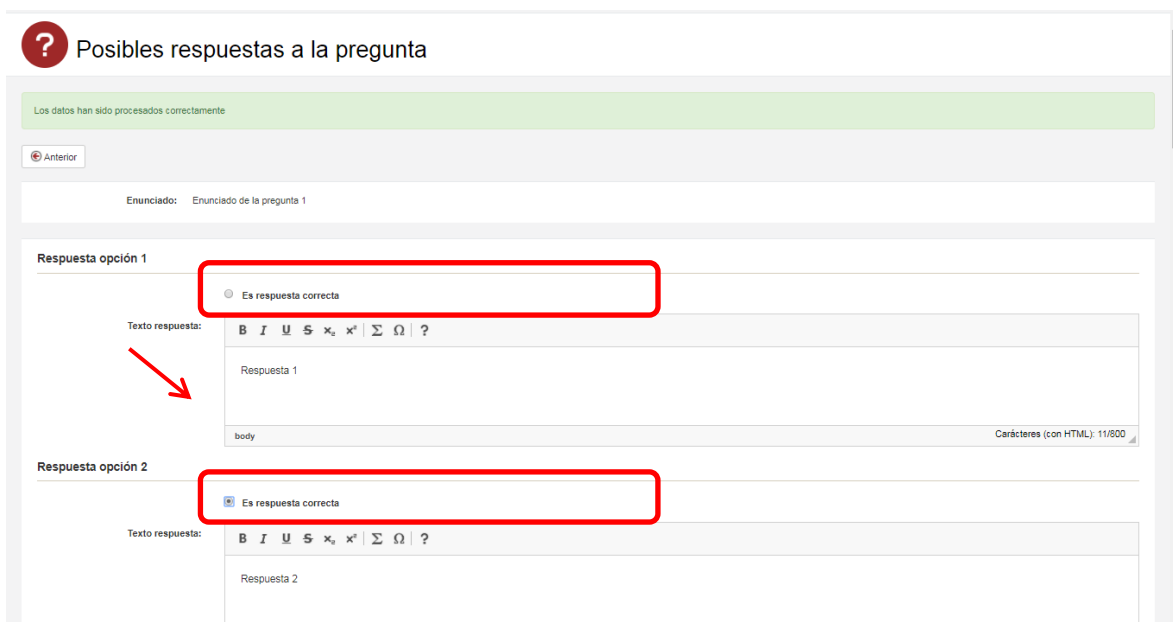 ?
Posibles respuestas a la pregunta
Los datos han sido procesados correctamente
Anterior
Enunciado: Enunciado de la pregunta 1
Respuesta opción 1
Es respuesta correcta
Texto respuesta:
B I U S x₂ x² Σ Ω ?
Respuesta 1
body Carácteres (con HTML): 11/800
Respuesta opción 2
Es respuesta correcta
Texto respuesta:
B I U S x₂ x² Σ Ω ?
Respuesta 2